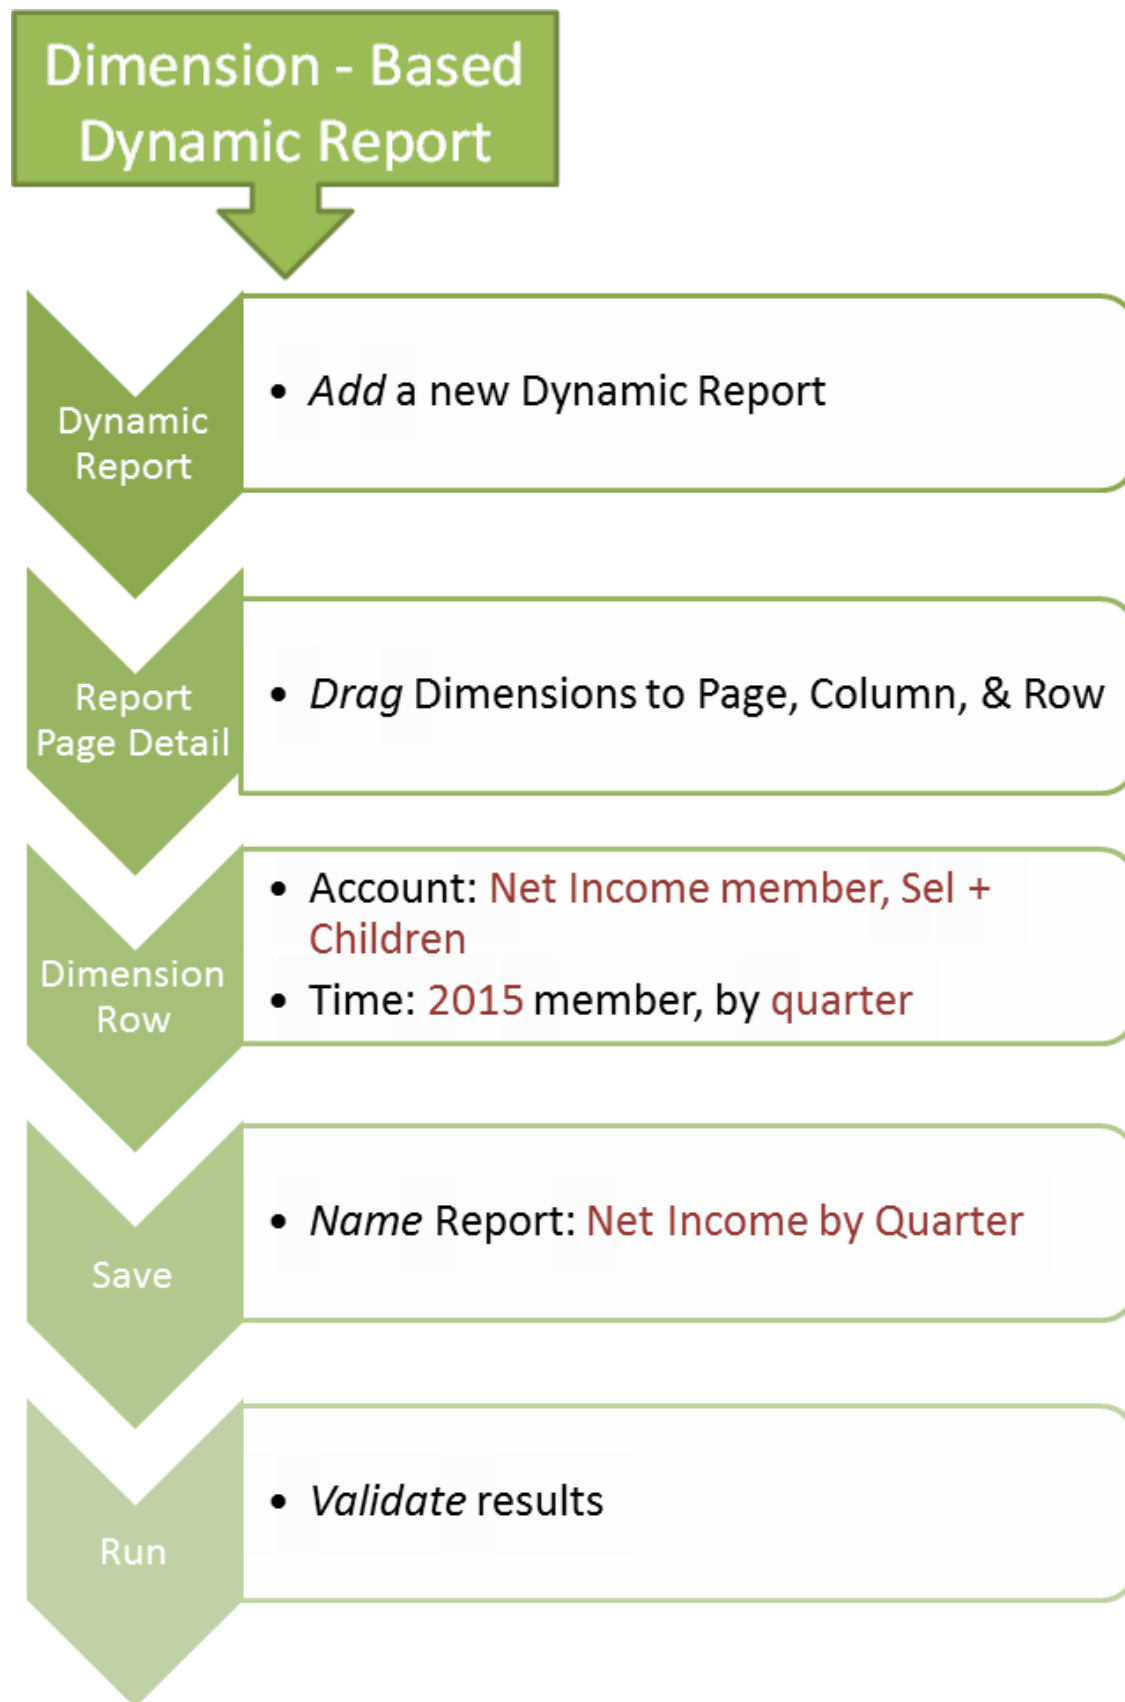 Dimension - Based
Dynamic Report
Dynamic
Report
• Add a new Dynamic Report
Report
Page Detail
• Drag Dimensions to Page, Column, & Row
Dimension
Row
• Account: Net Income member, Sel +
Children
• Time: 2015 member, by quarter
Save
• Name Report: Net Income by Quarter
Run
• Validate results